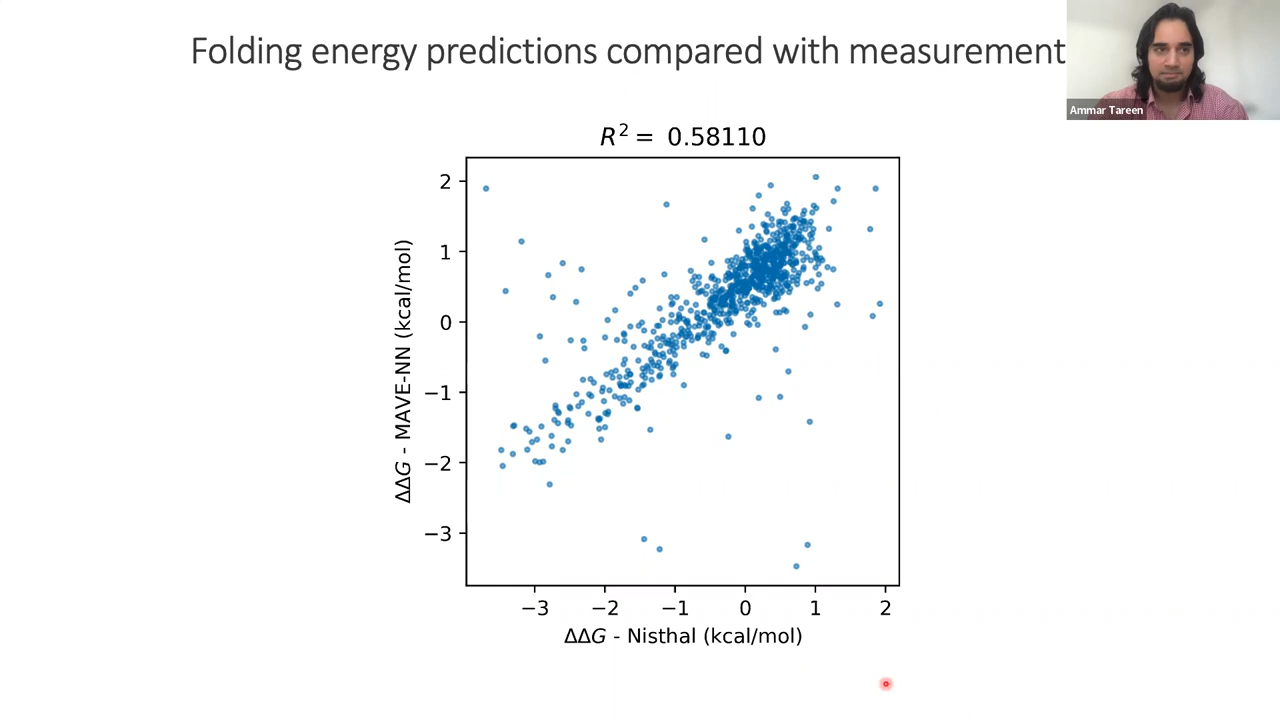 Folding energy predictions compared with measurement
Ammar Tareen
R² = 0.58110
2
1
0
−1
−2
−3
ΔΔG - MAVE-NN (kcal/mol)
−3 −2 −1 0 1 2
ΔΔG - Nisthal (kcal/mol)